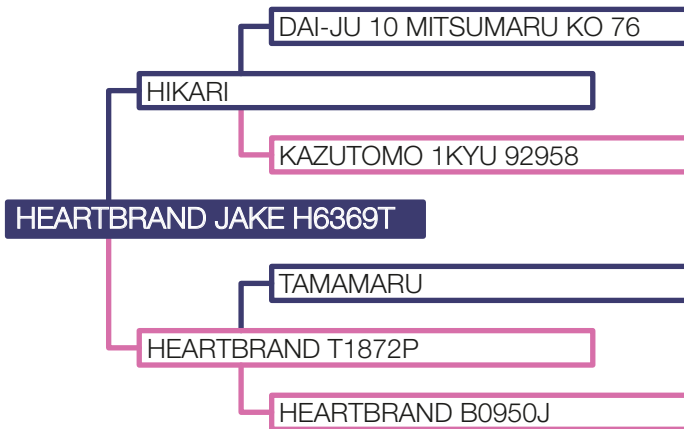 DAI-JU 10 MITSUMARU KO 76
HIKARI
KAZUTOMO 1KYU 92958
HEARTBRAND JAKE H6369T
TAMAMARU
HEARTBRAND T1872P
HEARTBRAND B0950J